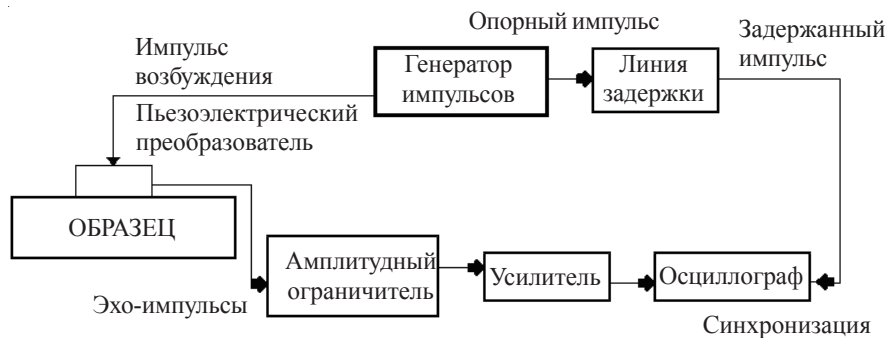 Опорный импульс
Задержанный
импульс
Импульс
возбуждения
Генератор
импульсов
Линия
задержки
Пьезоэлектрический
преобразователь
ОБРАЗЕЦ
Амплудный
ограничитель
Усилитель
Осциллограф
Эхо-импульсы
Синхронизация